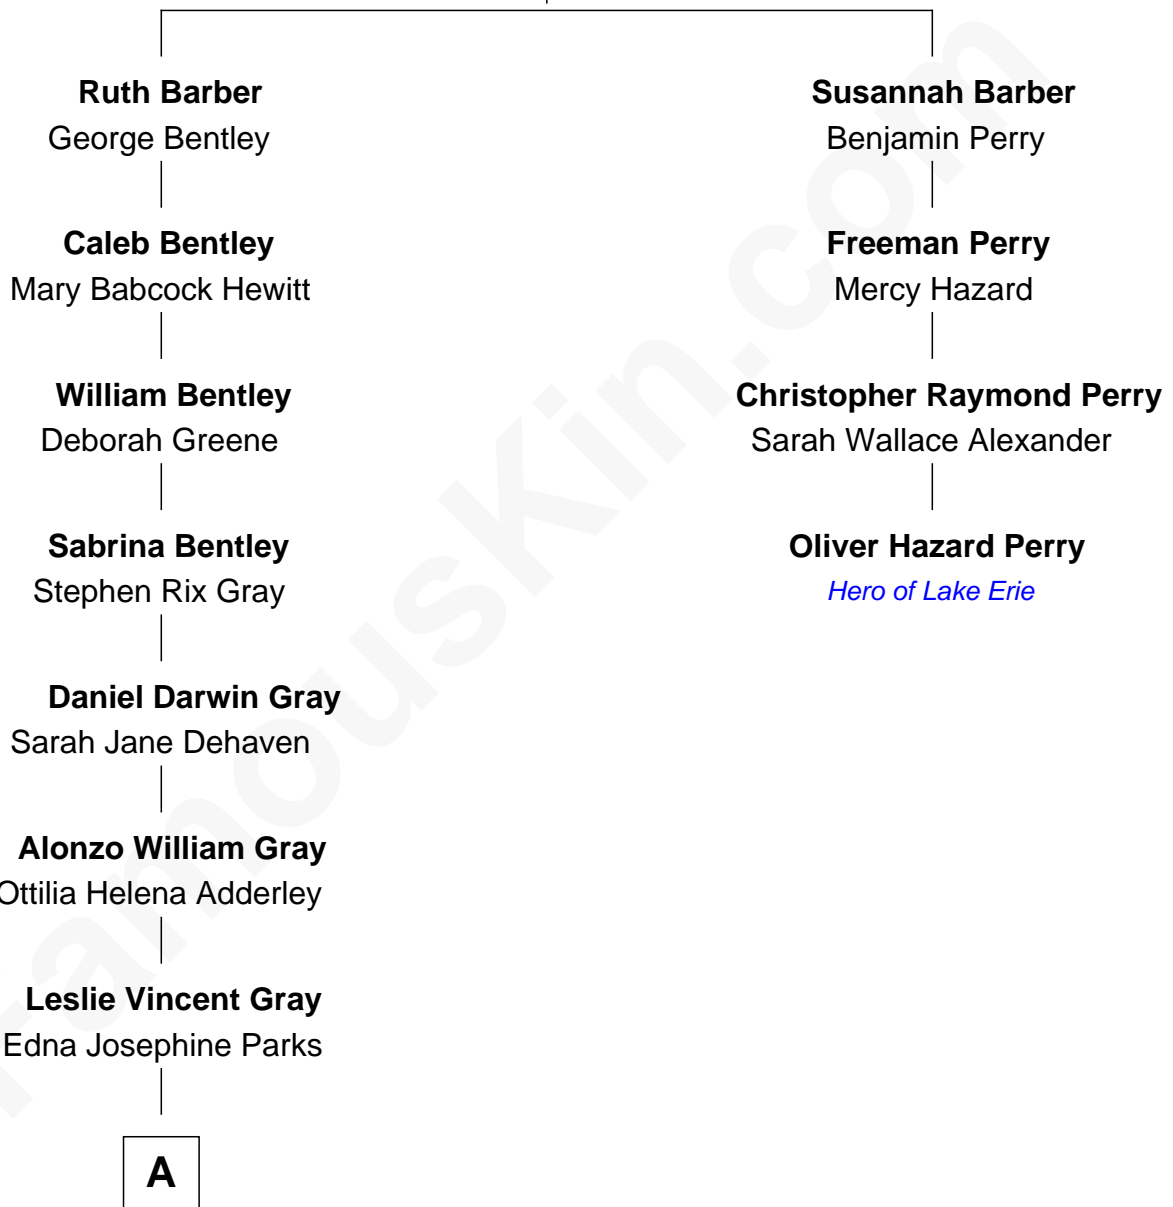 Ruth Barber
George Bentley
Caleb Bentley
Mary Babcock Hewitt
William Bentley
Deborah Greene
Sabrina Bentley
Stephen Rix Gray
Daniel Darwin Gray
Sarah Jane Dehaven
Alonzo William Gray
Ottilia Helena Adderley
Leslie Vincent Gray
Edna Josephine Parks
A
Susannah Barber
Benjamin Perry
Freeman Perry
Mercy Hazard
Christopher Raymond Perry
Sarah Wallace Alexander
Oliver Hazard Perry
Hero of Lake Erie
FamousKin.com